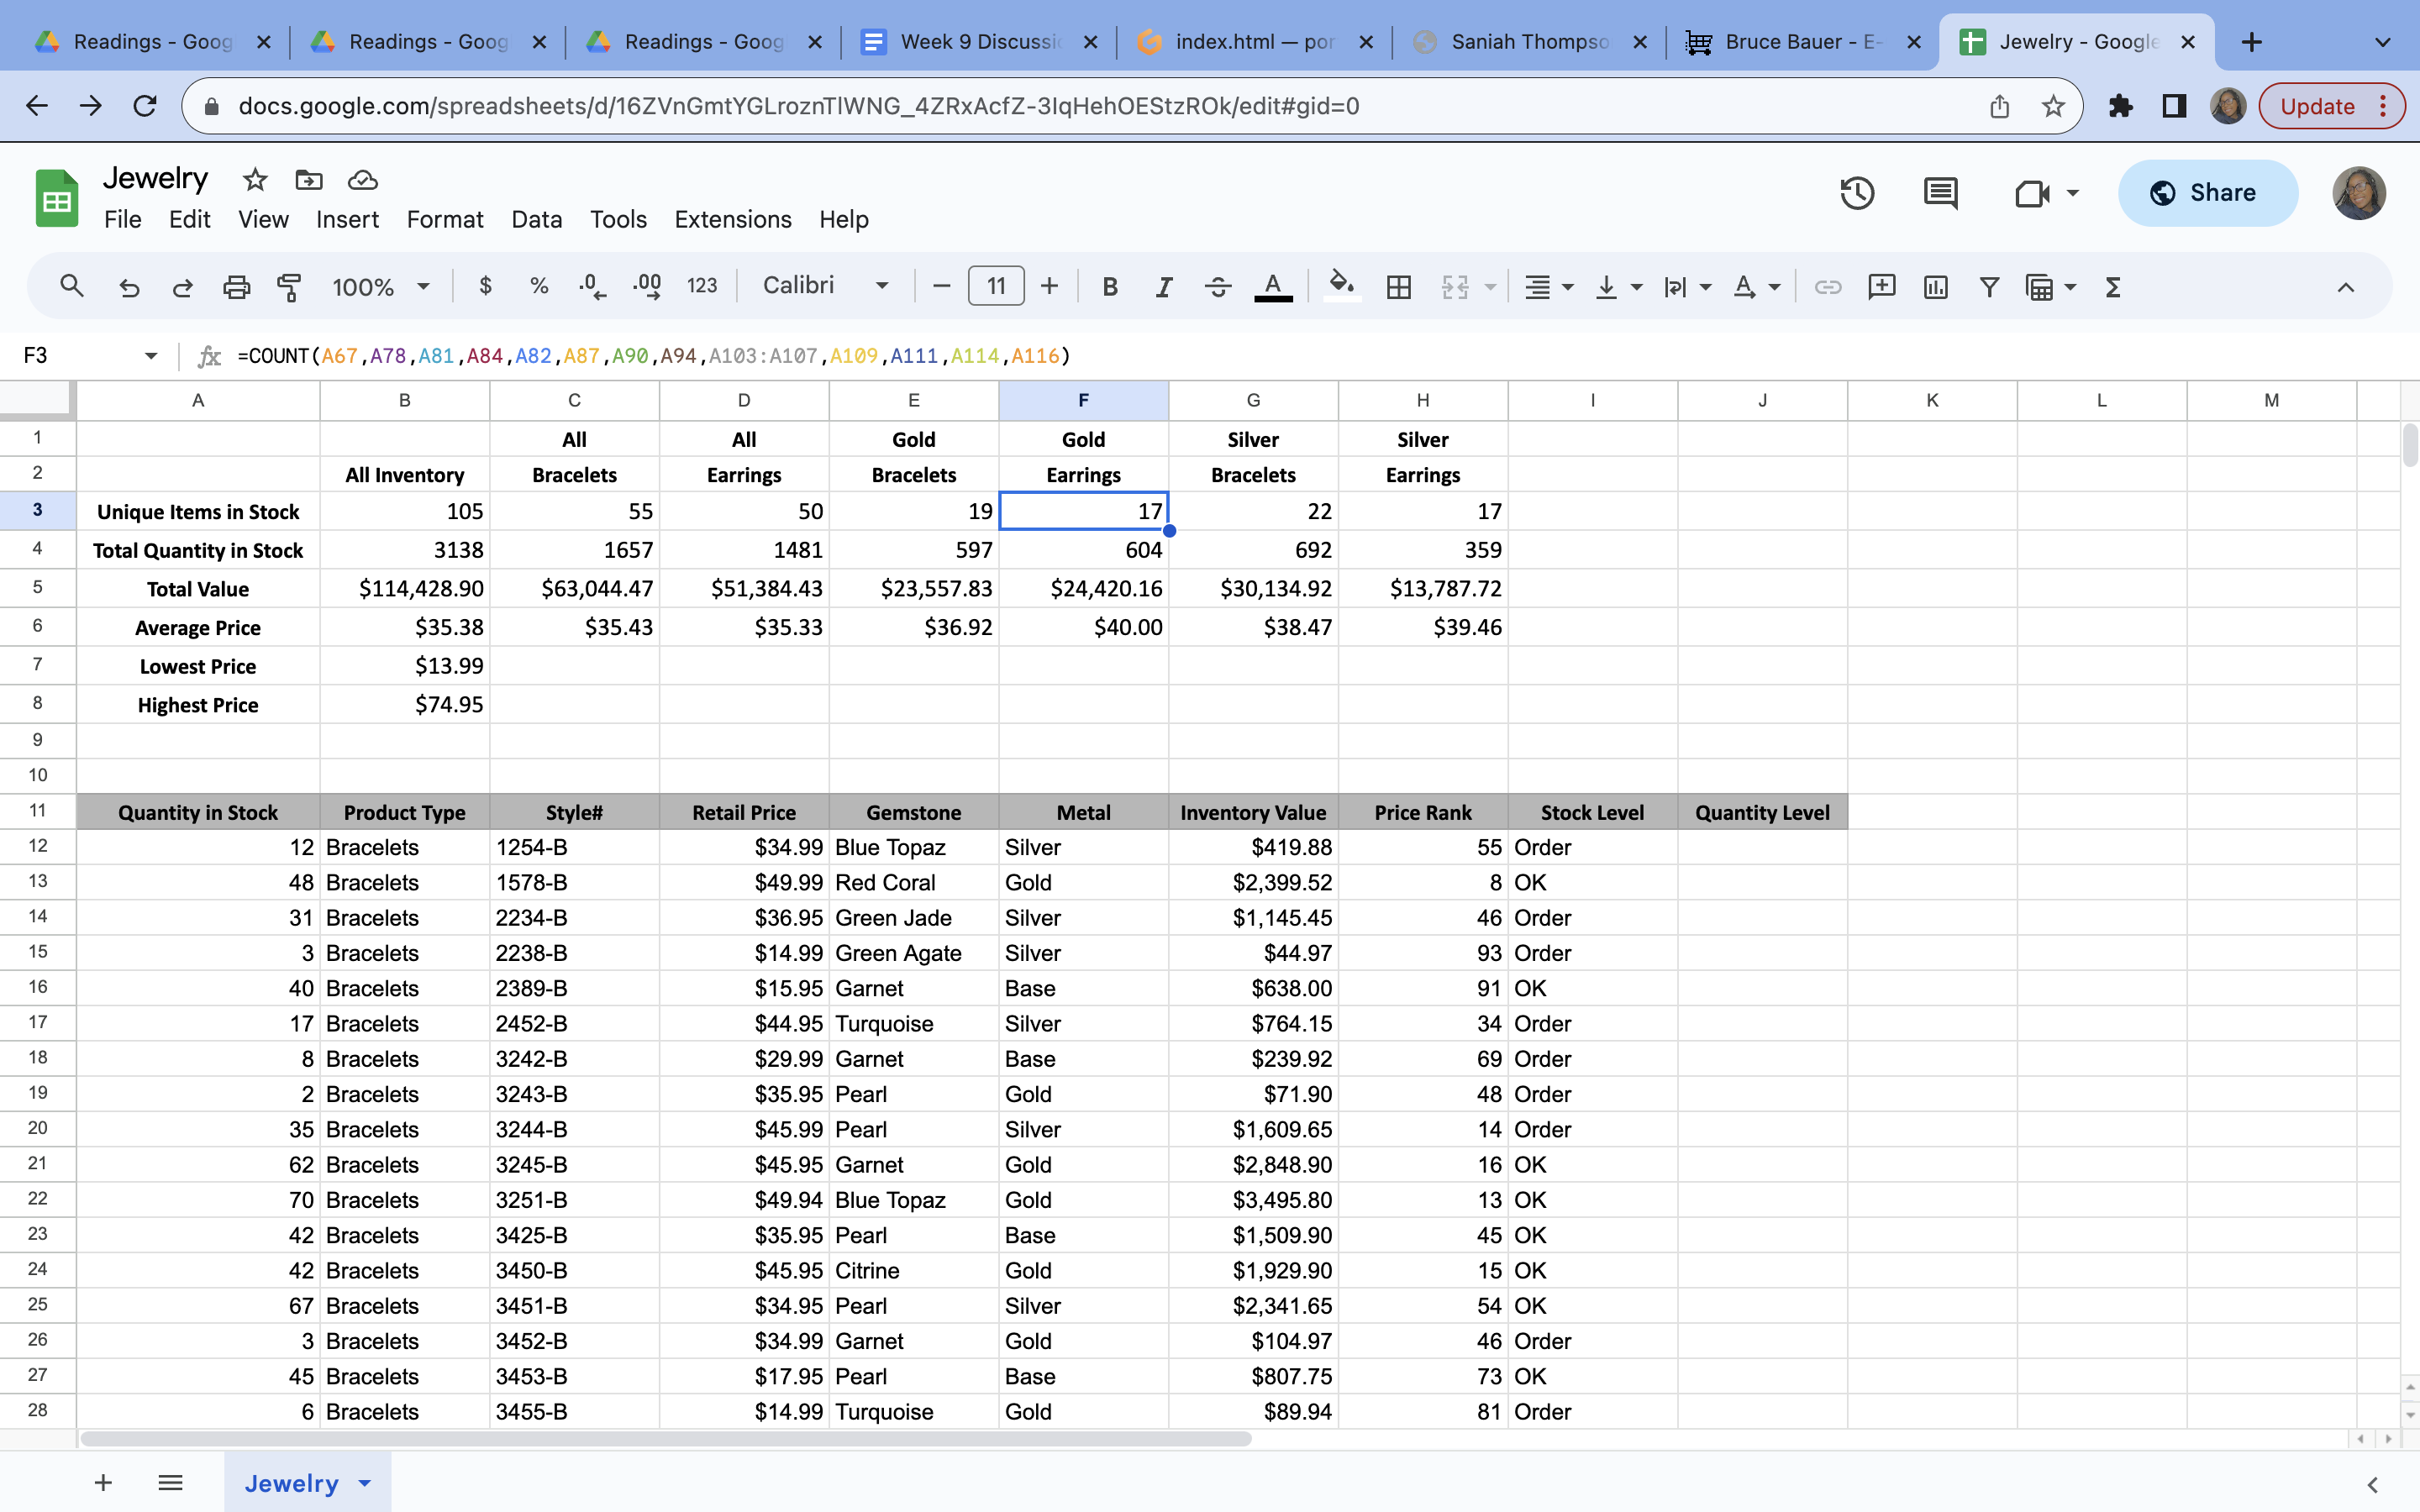 Readings - Goog
Readings - Goog
Readings - Goog
Week 9 Discussi
index.html — por
Saniah Thompso
Bruce Bauer - E-
Jewelry - Google
docs.google.com/spreadsheets/d/16ZVnGmtYGLroznTlWNG_4ZRxAcfZ-3IqHehOEStzROk/edit#gid=0
Update
Jewelry
File Edit View Insert Format Data Tools Extensions Help
Share
100% $ % .0 .00 123 Calibri 11 B I A A Σ
F3 fx =COUNT(A67,A78,A81,A84,A82,A87,A90,A94,A103:A107,A109,A111,A114,A116)
A B C D E F G H I J K L M
1 All All Gold Gold Silver Silver
2 All Inventory Bracelets Earrings Bracelets Earrings Bracelets Earrings
3 Unique Items in Stock 105 55 50 19 17 22 17
4 Total Quantity in Stock 3138 1657 1481 597 604 692 359
5 Total Value $114,428.90 $63,044.47 $51,384.43 $23,557.83 $24,420.16 $30,134.92 $13,787.72
6 Average Price $35.38 $35.43 $35.33 $36.92 $40.00 $38.47 $39.46
7 Lowest Price $13.99
8 Highest Price $74.95
9
10
11 Quantity in Stock Product Type Style# Retail Price Gemstone Metal Inventory Value Price Rank Stock Level Quantity Level
12 12 Bracelets 1254-B $34.99 Blue Topaz Silver $419.88 55 Order
13 48 Bracelets 1578-B $49.99 Red Coral Gold $2,399.52 8 OK
14 31 Bracelets 2234-B $36.95 Green Jade Silver $1,145.45 46 Order
15 3 Bracelets 2238-B $14.99 Green Agate Silver $44.97 93 Order
16 40 Bracelets 2389-B $15.95 Garnet Base $638.00 91 OK
17 17 Bracelets 2452-B $44.95 Turquoise Silver $764.15 34 Order
18 8 Bracelets 3242-B $29.99 Garnet Base $239.92 69 Order
19 2 Bracelets 3243-B $35.95 Pearl Gold $71.90 48 Order
20 35 Bracelets 3244-B $45.99 Pearl Silver $1,609.65 14 Order
21 62 Bracelets 3245-B $45.95 Garnet Gold $2,848.90 16 OK
22 70 Bracelets 3251-B $49.94 Blue Topaz Gold $3,495.80 13 OK
23 42 Bracelets 3425-B $35.95 Pearl Base $1,509.90 45 OK
24 42 Bracelets 3450-B $45.95 Citrine Gold $1,929.90 15 OK
25 67 Bracelets 3451-B $34.95 Pearl Silver $2,341.65 54 OK
26 3 Bracelets 3452-B $34.99 Garnet Gold $104.97 46 Order
27 45 Bracelets 3453-B $17.95 Pearl Base $807.75 73 OK
28 6 Bracelets 3455-B $14.99 Turquoise Gold $89.94 81 Order
Jewelry